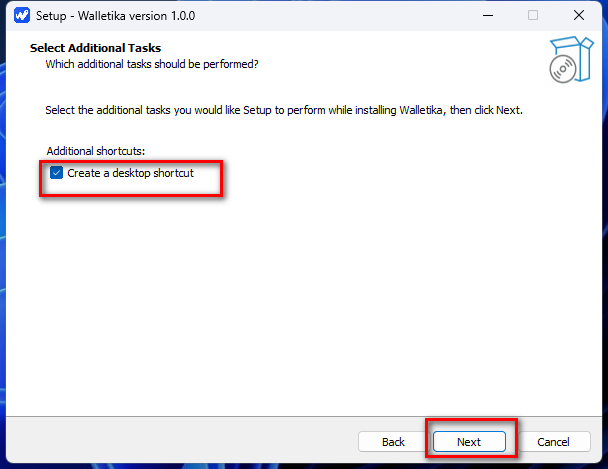 Setup - Walletika version 1.0.0
Select Additional Tasks
Which additional tasks should be performed?
Select the additional tasks you would like Setup to perform while installing Walletika, then click Next.
Additional shortcuts:
Create a desktop shortcut
Back Next Cancel